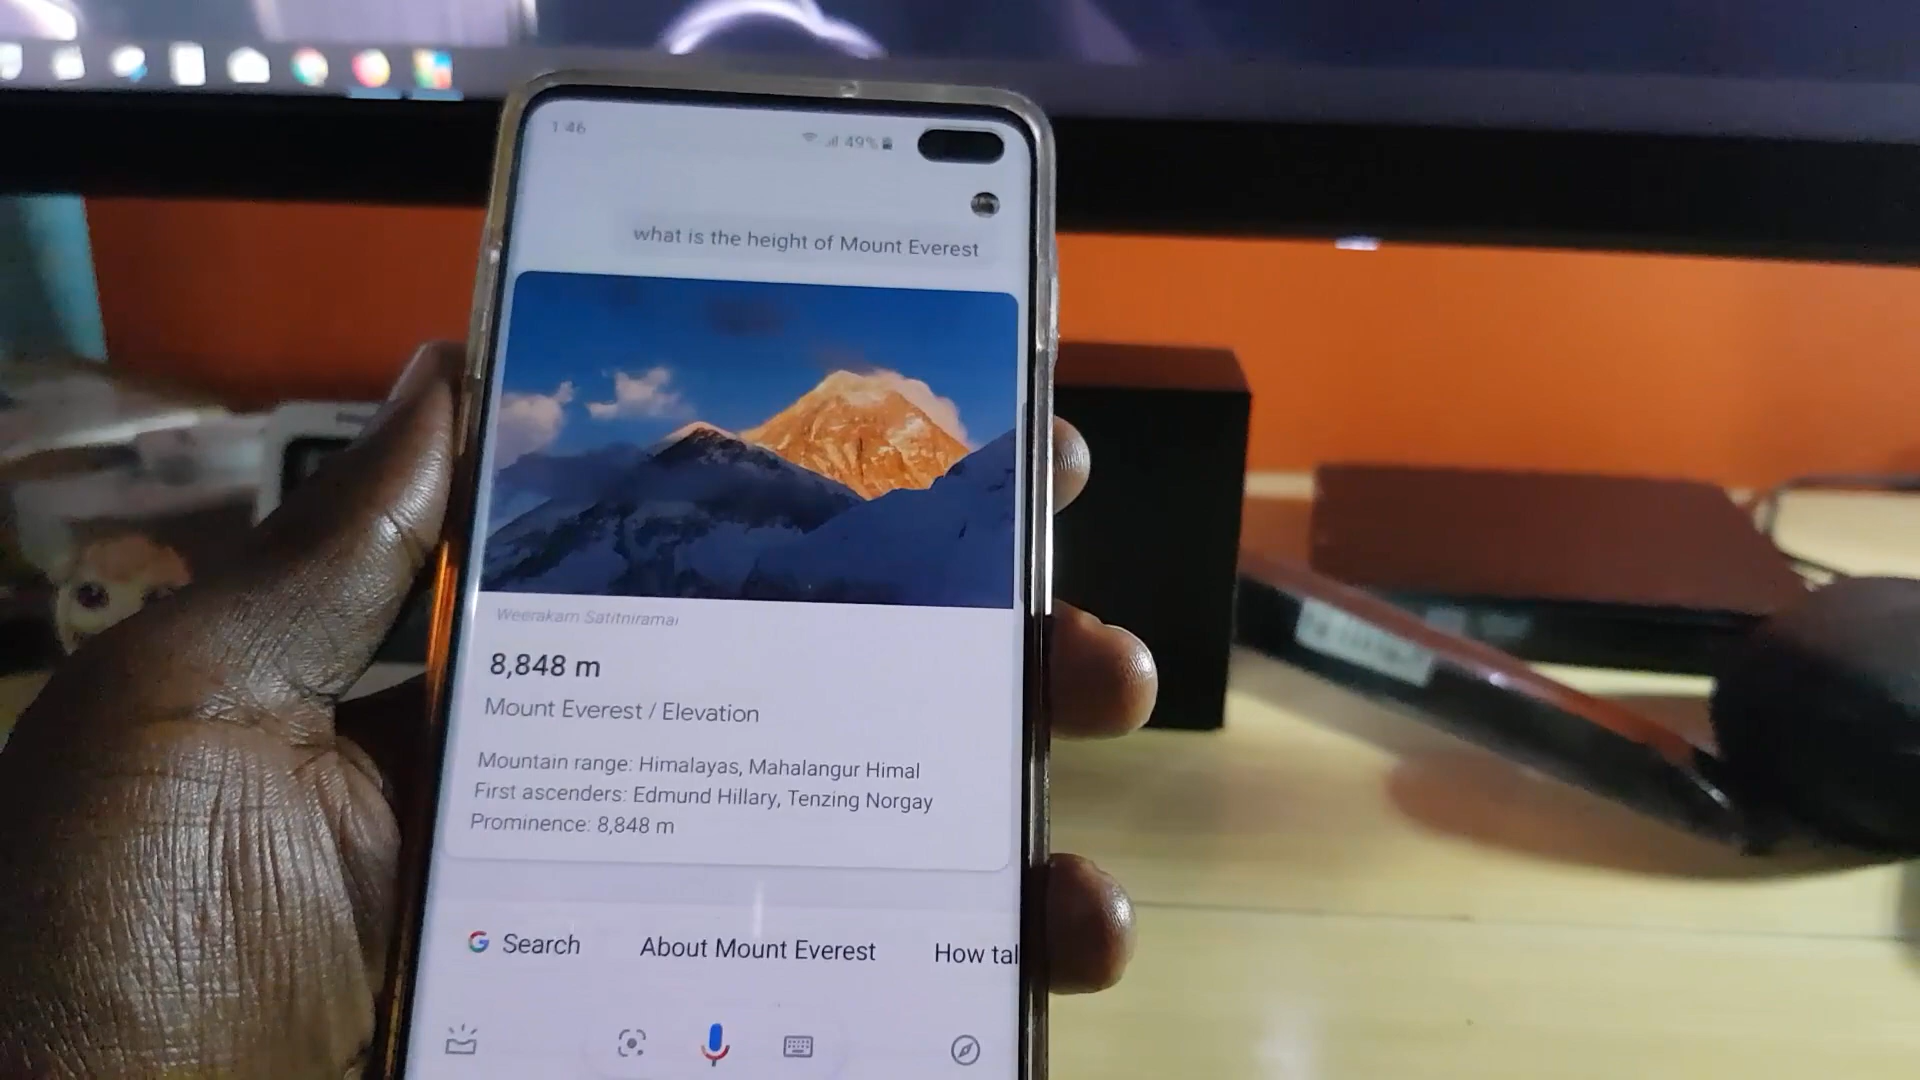 1:46
49%
what is the height of Mount Everest
Weerakam Satitniramai
8,848 m
Mount Everest / Elevation
Mountain range: Himalayas, Mahalangur Himal
First ascenders: Edmund Hillary, Tenzing Norgay
Prominence: 8,848 m
G Search About Mount Everest How tal